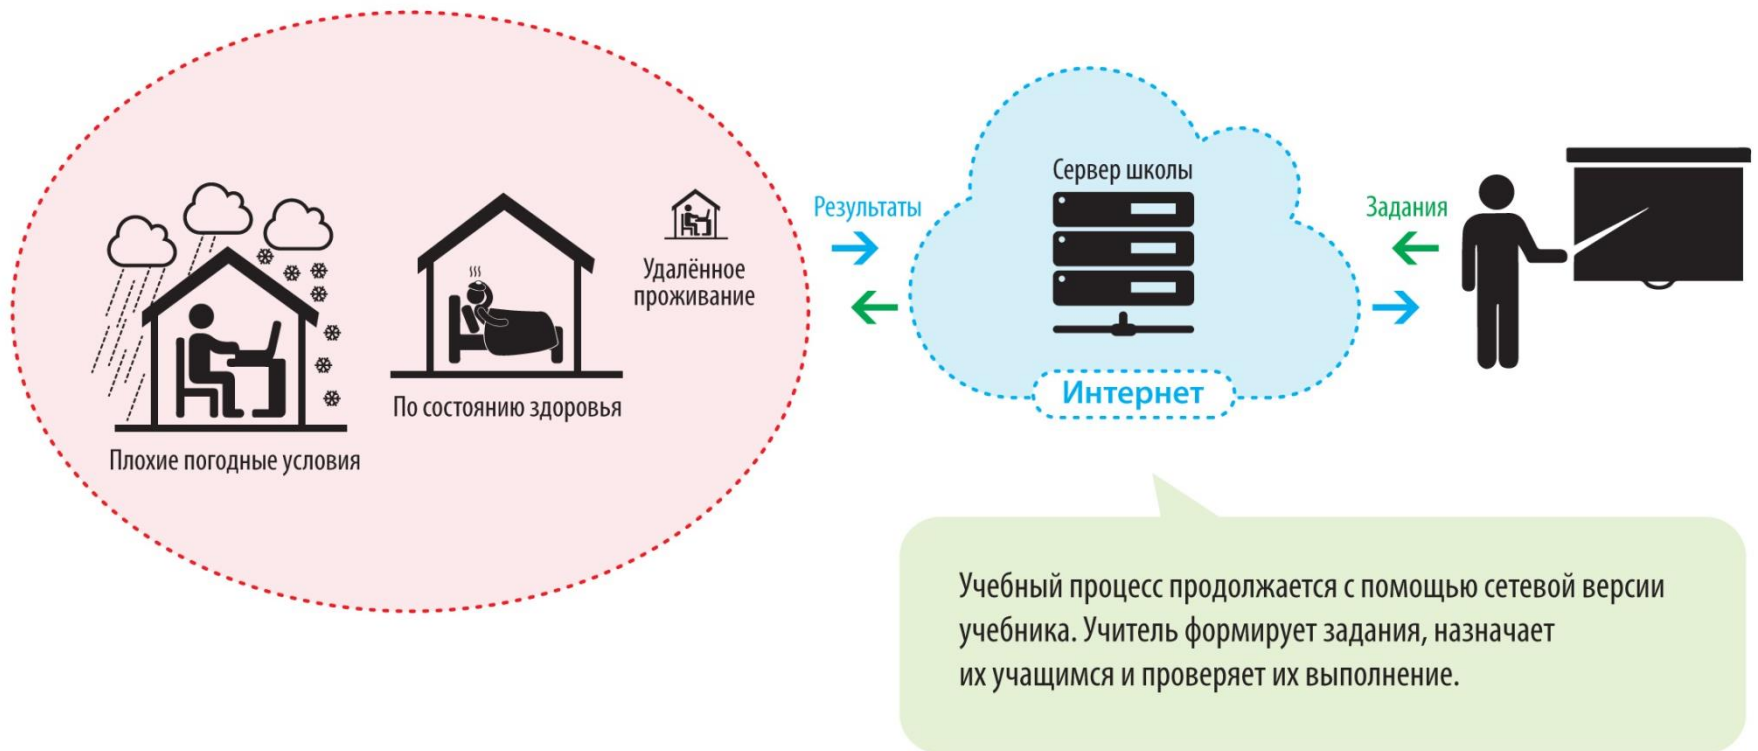 Плохие погодные условия
По состоянию здоровья
Удалённое
проживание
Результаты
Сервер школы
Интернет
Задания
Учебный процесс продолжается с помощью сетевой версии
учебника. Учитель формирует задания, назначает
их учащимся и проверяет их выполнение.